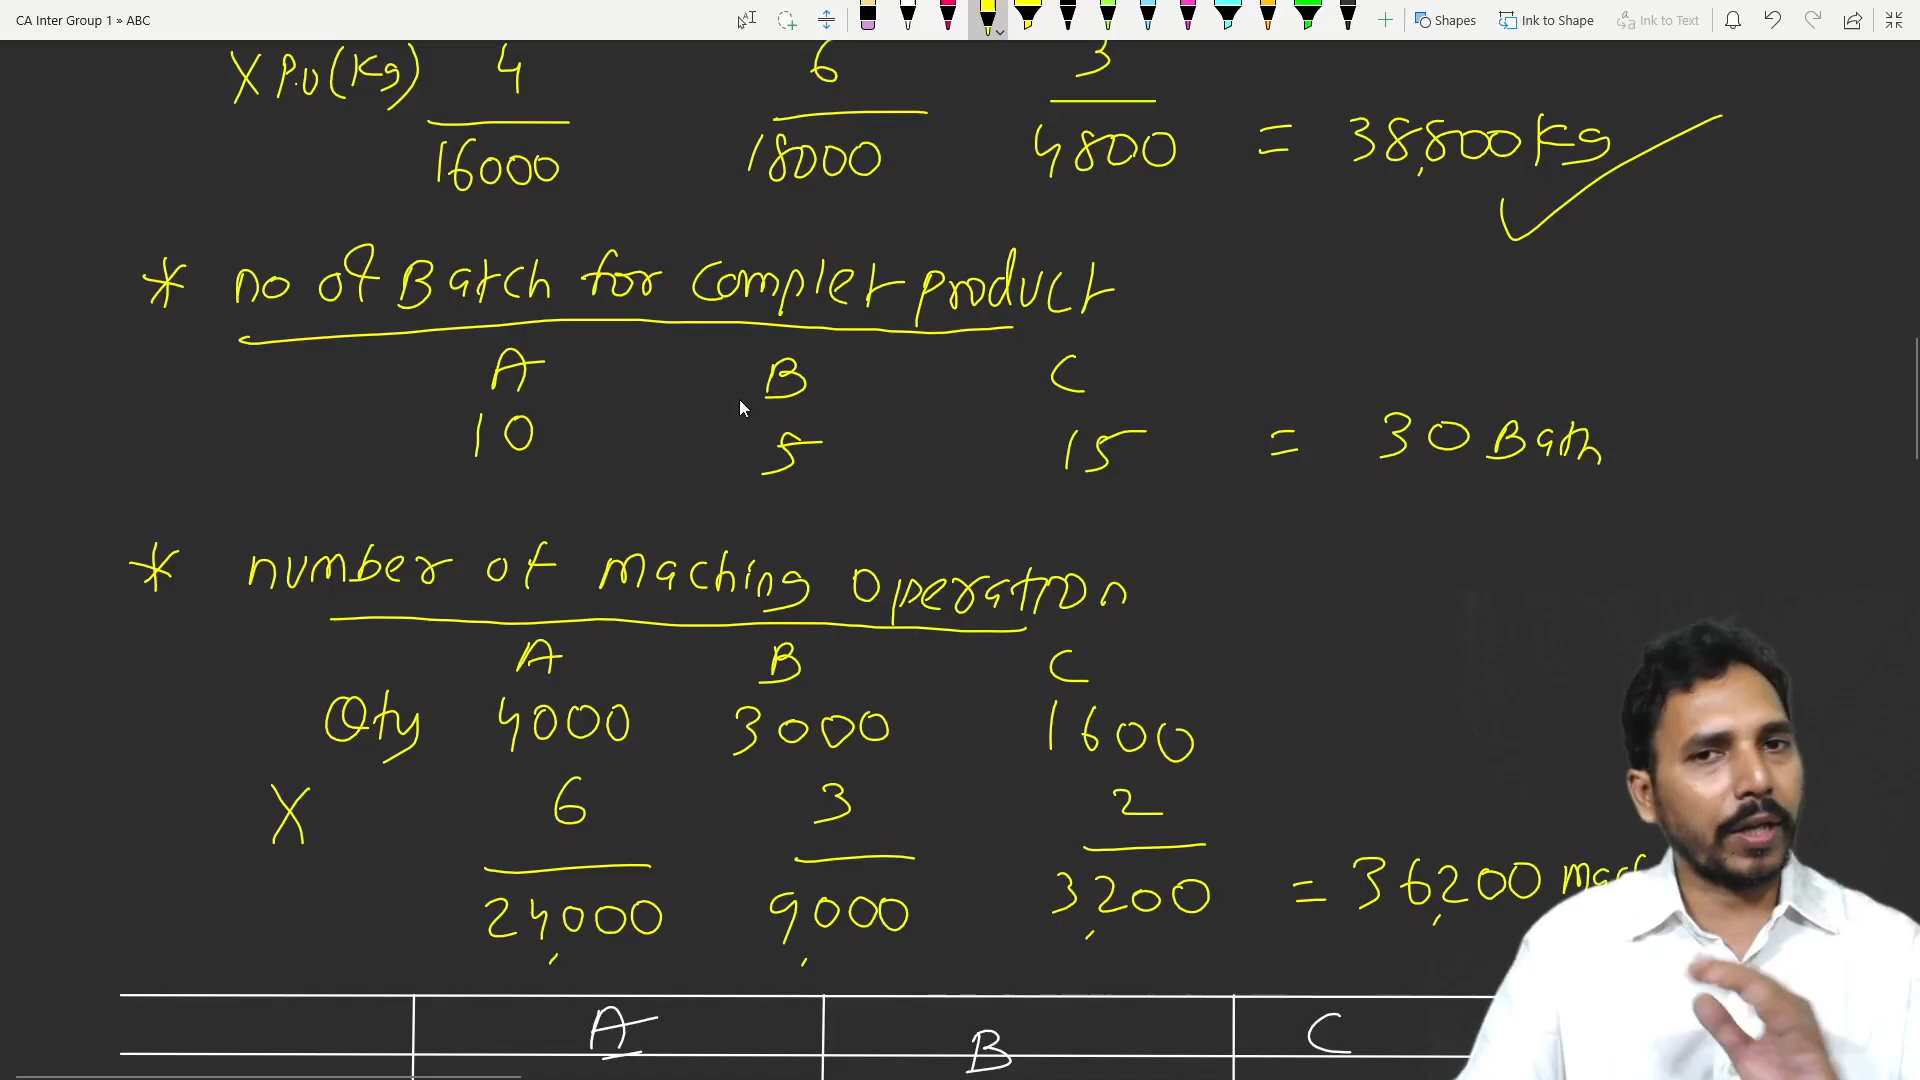 CA Inter Group 1 » ABC
Shapes Ink to Shape Ink to Text
X P.U (Kg) 4 6 3
16000 18000 4800 = 38,800 Kg
* no of Batch for Complet product
A B C
10 5 15 = 30 Bath
* number of maching operation
A B C
Qty 4000 3000 1600
X 6 3 2
24,000 9,000 3,200 = 36,200
A B C